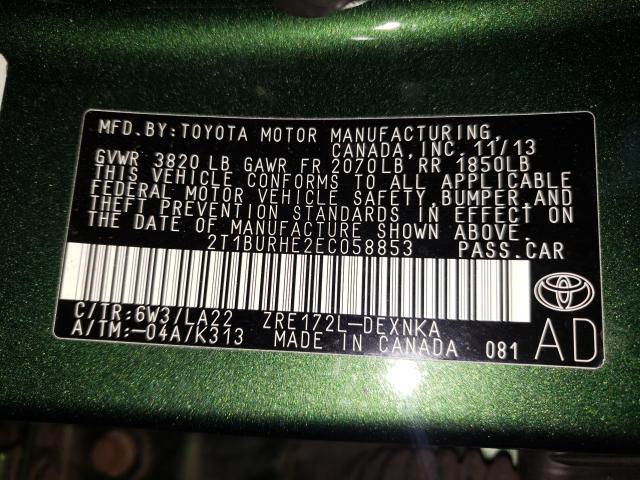 MFD.BY:TOYOTA MOTOR MANUFACTURING,
CANADA, INC. 11/13
GVWR 3820 LB GAWR FR 2070LB RR 1850LB
THIS VEHICLE CONFORMS TO ALL APPLICABLE
FEDERAL MOTOR VEHICLE SAFETY, BUMPER, AND
THEFT PREVENTION STANDARDS IN EFFECT ON
THE DATE OF MANUFACTURE SHOWN ABOVE.
2T1BURHE2EC058853 PASS.CAR
C/TR:6W3/LA22 ZRE172L-DEXNKA
A/TM:-04A/K313 MADE IN CANADA 081 AD